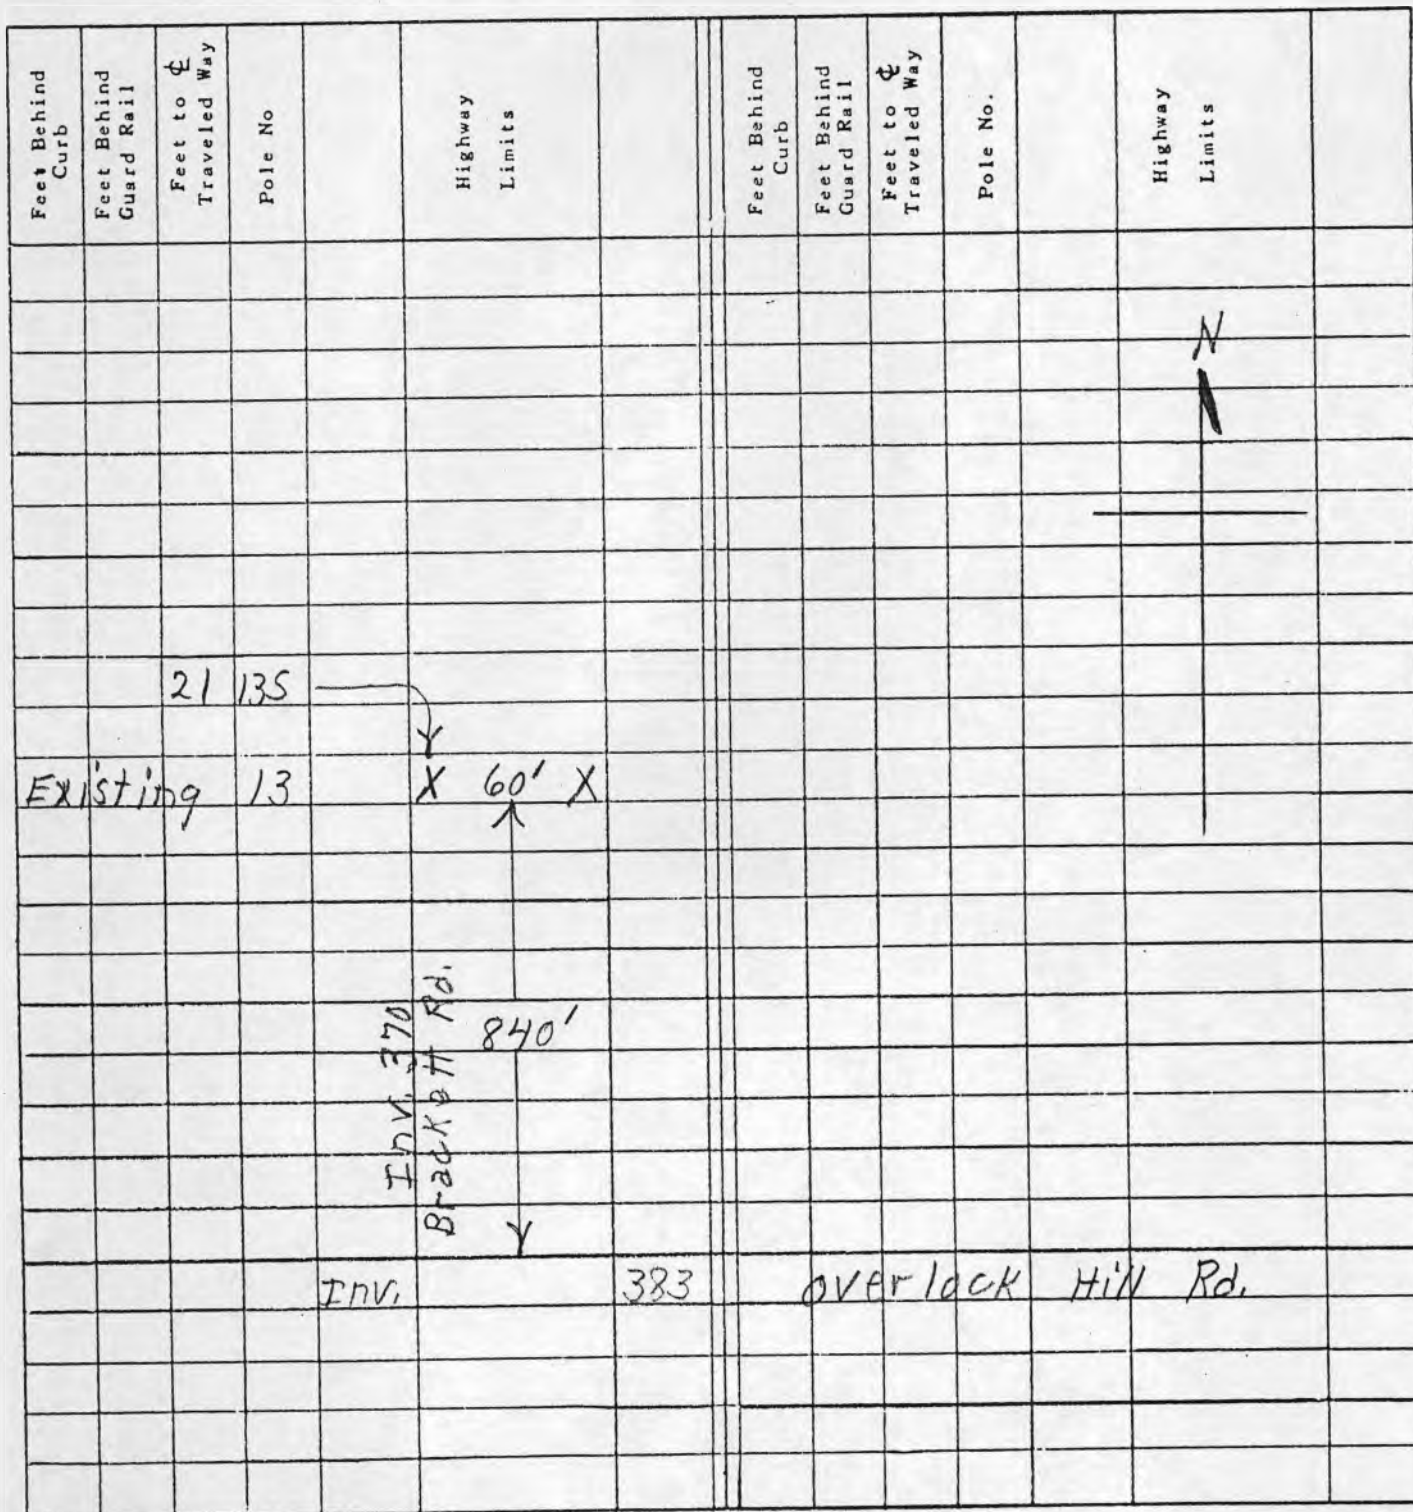 Feet Behind
Curb
Feet Behind
Guard Rail
Feet to ℄
Traveled Way
Pole No
Highway
Limits
Feet Behind
Curb
Feet Behind
Guard Rail
Feet to ℄
Traveled Way
Pole No.
Highway
Limits
N
21 13S
Existing 13 X 60' X
840'
Inv. 370
Brackett Rd.
Inv. 383 overlock Hill Rd.